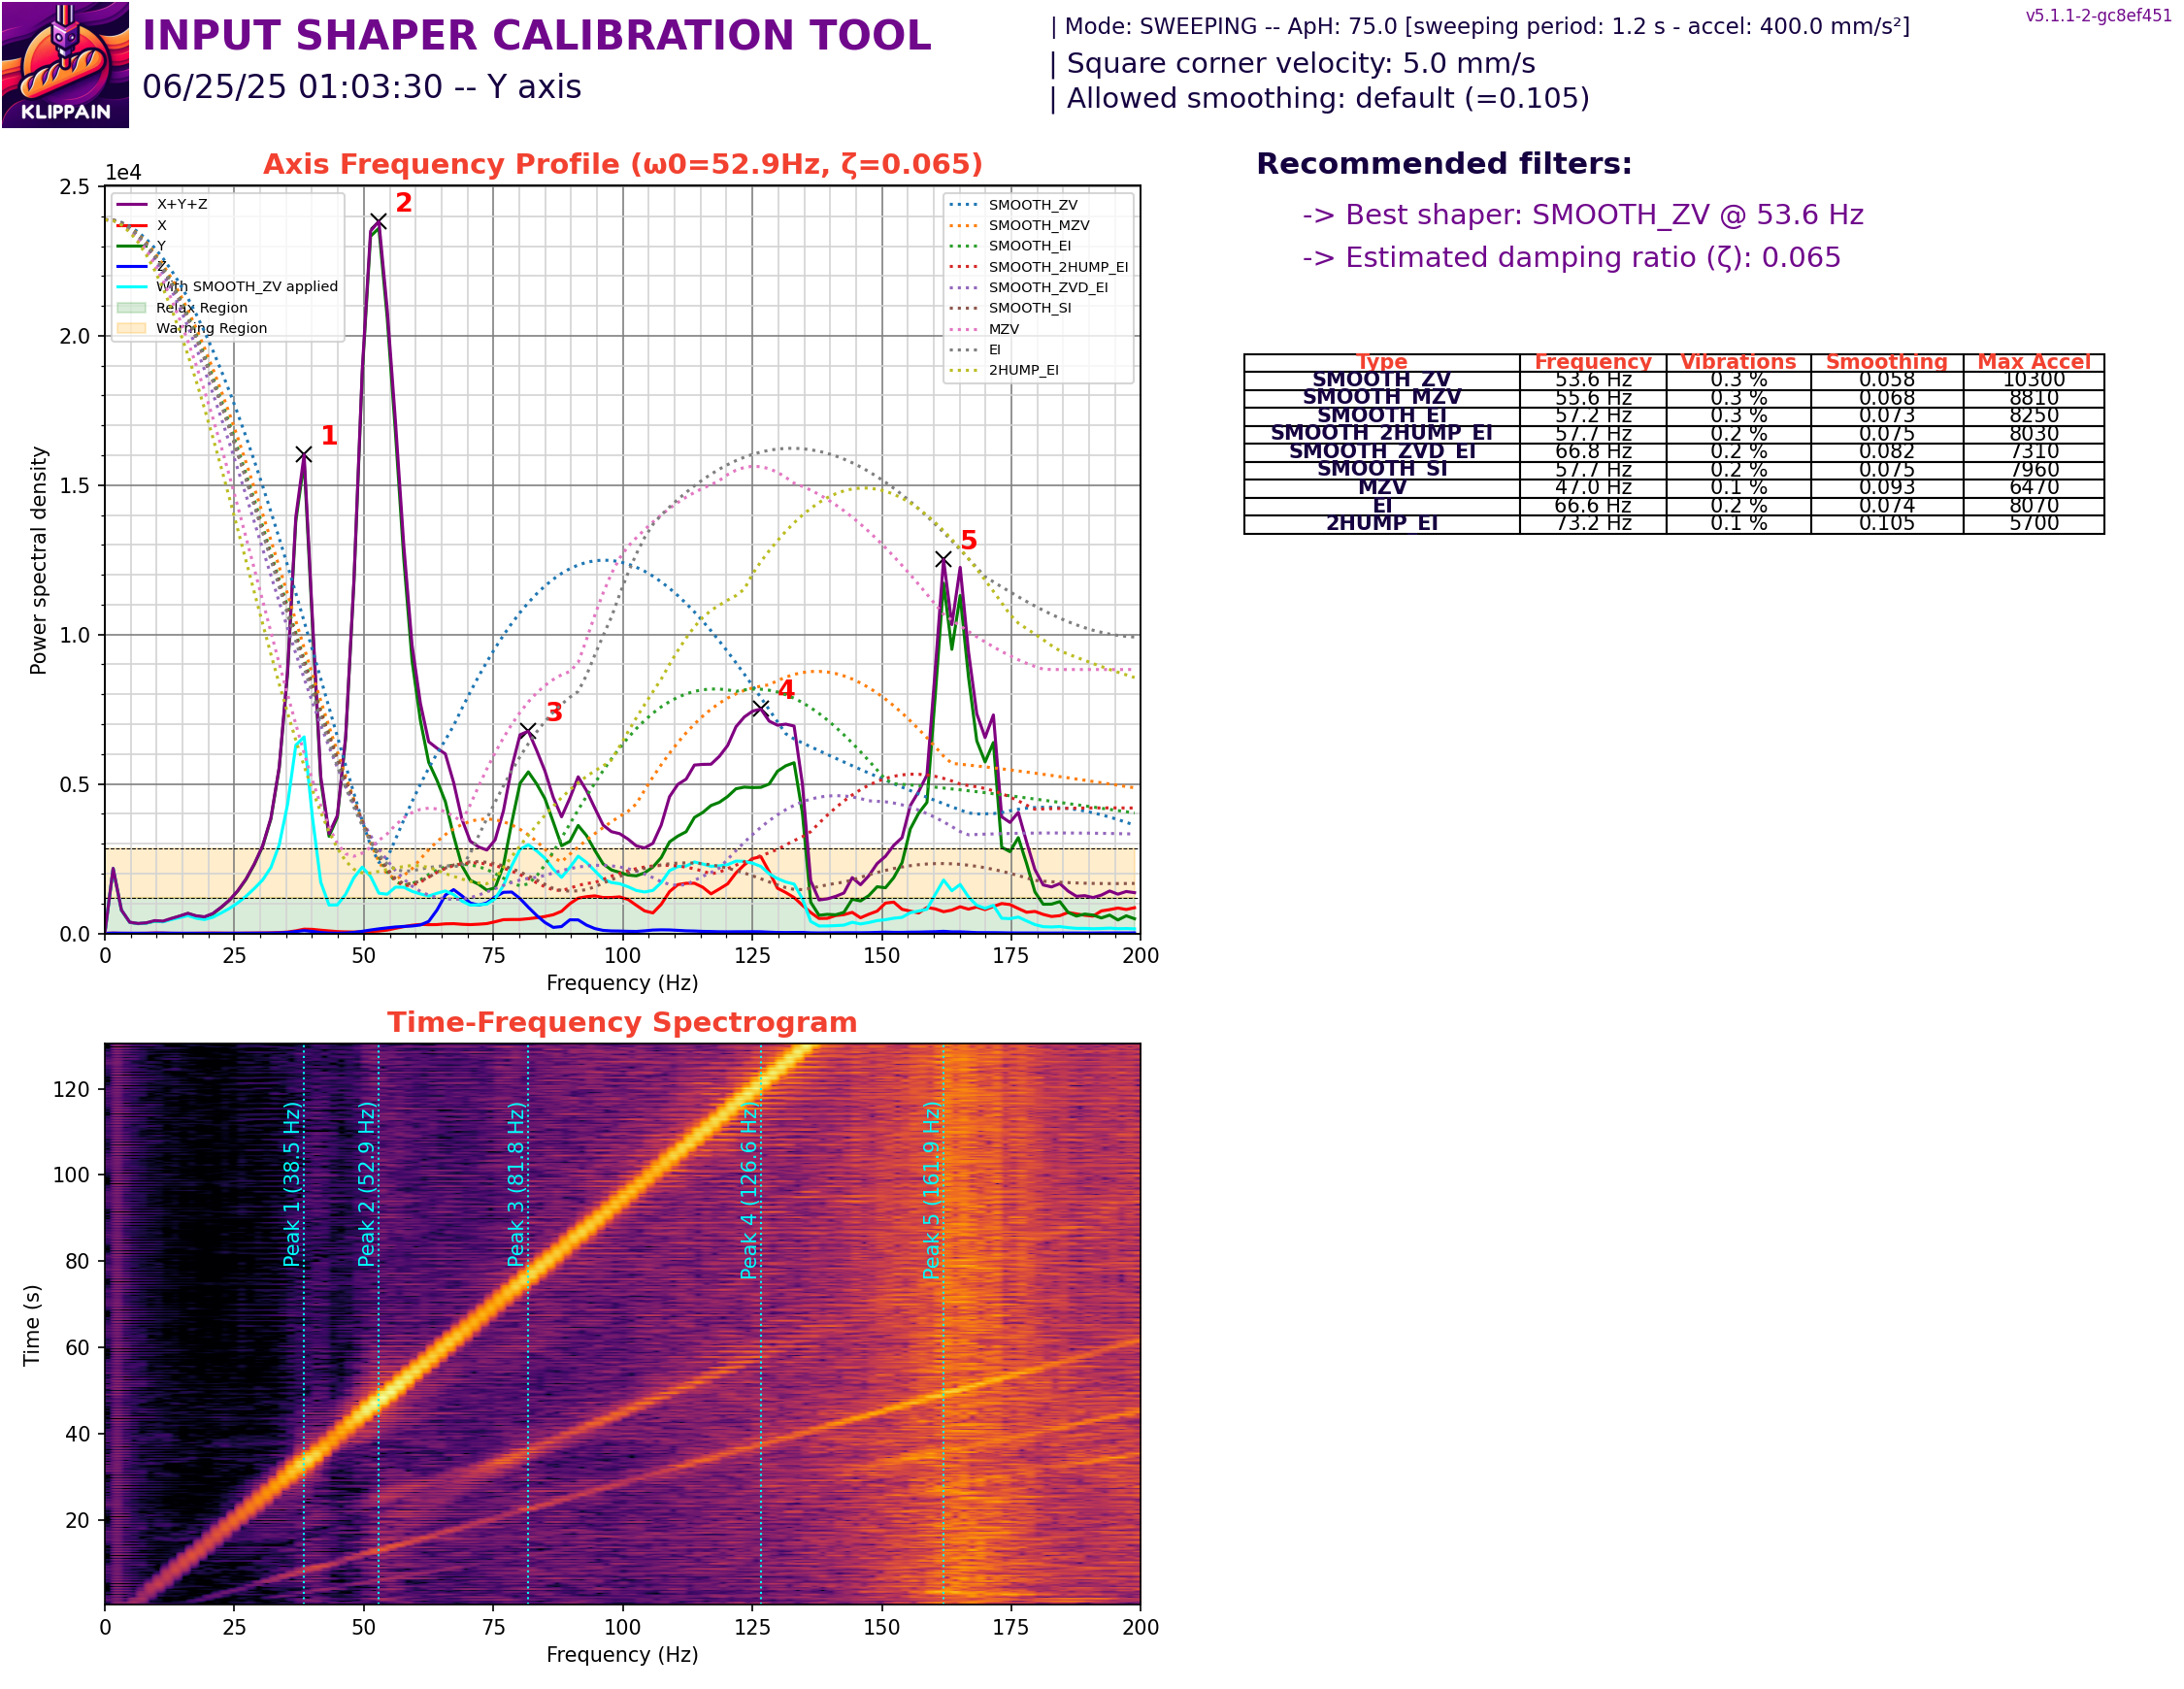 INPUT SHAPER CALIBRATION TOOL
06/25/25 01:03:30 -- Y axis
| Mode: SWEEPING -- ApH: 75.0 [sweeping period: 1.2 s - accel: 400.0 mm/s²]
| Square corner velocity: 5.0 mm/s
| Allowed smoothing: default (=0.105)
v5.1.1-2-gc8ef451
KLIPPAIN
Axis Frequency Profile (ω0=52.9Hz, ζ=0.065)
1e4
2.5
2.0
1.5
1.0
0.5
0.0
Power spectral density
X+Y+Z
X
Y
Z
With SMOOTH_ZV applied
Relax Region
Warning Region
SMOOTH_ZV
SMOOTH_MZV
SMOOTH_EI
SMOOTH_2HUMP_EI
SMOOTH_ZVD_EI
SMOOTH_SI
MZV
EI
2HUMP_EI
1
2
3
4
5
0 25 50 75 100 125 150 175 200
Frequency (Hz)
Recommended filters:
-> Best shaper: SMOOTH_ZV @ 53.6 Hz
-> Estimated damping ratio (ζ): 0.065
Type Frequency Vibrations Smoothing Max Accel
SMOOTH_ZV 53.6 Hz 0.3 % 0.058 10300
SMOOTH_MZV 55.6 Hz 0.3 % 0.068 8810
SMOOTH_EI 57.2 Hz 0.3 % 0.073 8250
SMOOTH_2HUMP_EI 57.7 Hz 0.2 % 0.075 8030
SMOOTH_ZVD_EI 66.8 Hz 0.2 % 0.082 7310
SMOOTH_SI 57.7 Hz 0.2 % 0.075 7960
MZV 47.0 Hz 0.1 % 0.093 6470
EI 66.6 Hz 0.2 % 0.074 8070
2HUMP_EI 73.2 Hz 0.1 % 0.105 5700
Time-Frequency Spectrogram
120
100
80
60
40
20
Time (s)
Peak 1 (38.5 Hz)
Peak 2 (52.9 Hz)
Peak 3 (81.8 Hz)
Peak 4 (126.6 Hz)
Peak 5 (161.9 Hz)
0 25 50 75 100 125 150 175 200
Frequency (Hz)